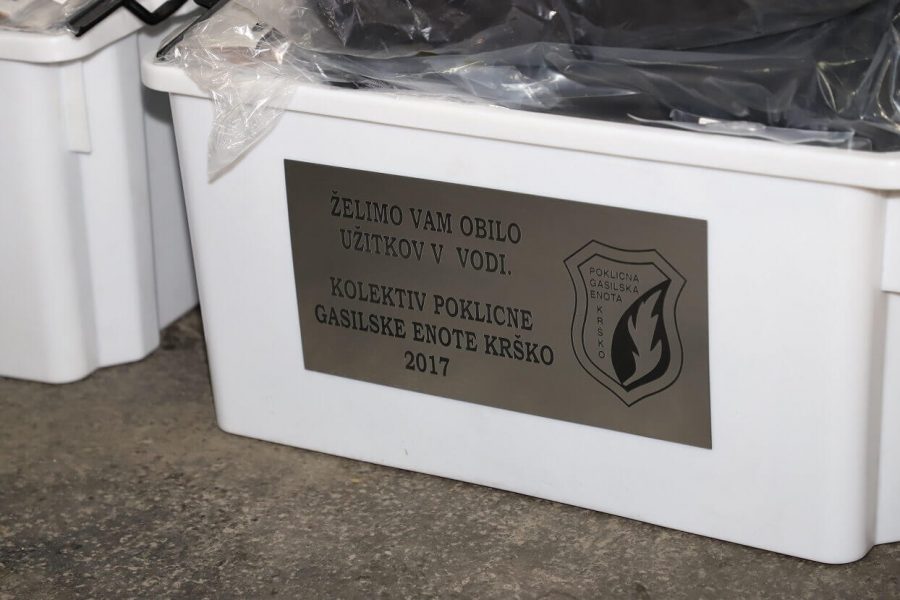 ŽELIMO VAM OBILO
UŽITKOV V VODI.
KOLEKTIV POKLICNE
GASILSKE ENOTE KRŠKO
2017
POKLICNA
GASILSKA
ENOTA
KRŠKO